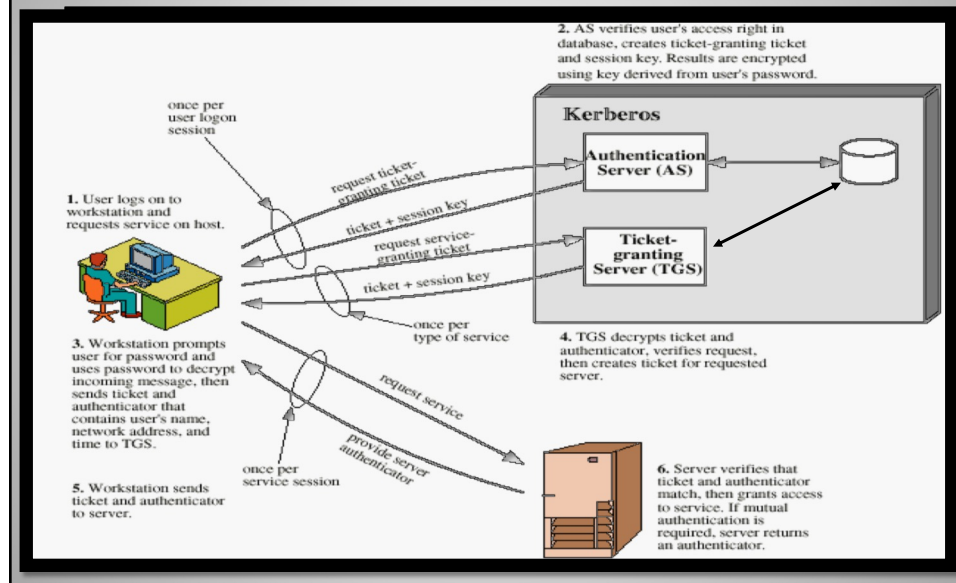 2. AS verifies user's access right in
database, creates ticket-granting ticket
and session key. Results are encrypted
using key derived from user's password.
once per
user logon
session
Kerberos
Authentication
Server (AS)
request ticket-
granting ticket
1. User logs on to
workstation and
requests service on host.
ticket + session key
request service-
granting ticket
Ticket-
granting
Server (TGS)
ticket + session key
once per
type of service
3. Workstation prompts
user for password and
uses password to decrypt
incoming message, then
sends ticket and
authenticator that
contains user's name,
network address, and
time to TGS.
4. TGS decrypts ticket and
authenticator, verifies request,
then creates ticket for requested
server.
request service
provide server
authenticator
once per
service session
5. Workstation sends
ticket and authenticator
to server.
6. Server verifies that
ticket and authenticator
match, then grants access
to service. If mutual
authentication is
required, server returns
an authenticator.